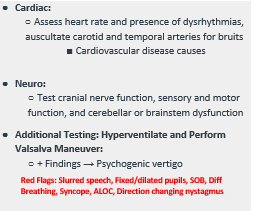 ● Cardiac:
○ Assess heart rate and presence of dysrhythmias,
auscultate carotid and temporal arteries for bruits
■ Cardiovascular disease causes
● Neuro:
○ Test cranial nerve function, sensory and motor
function, and cerebellar or brainstem dysfunction
● Additional Testing: Hyperventilate and Perform
Valsalva Maneuver:
○ + Findings → Psychogenic vertigo
Red Flags: Slurred speech, Fixed/dilated pupils, SOB, Diff
Breathing, Syncope, ALOC, Direction changing nystagmus